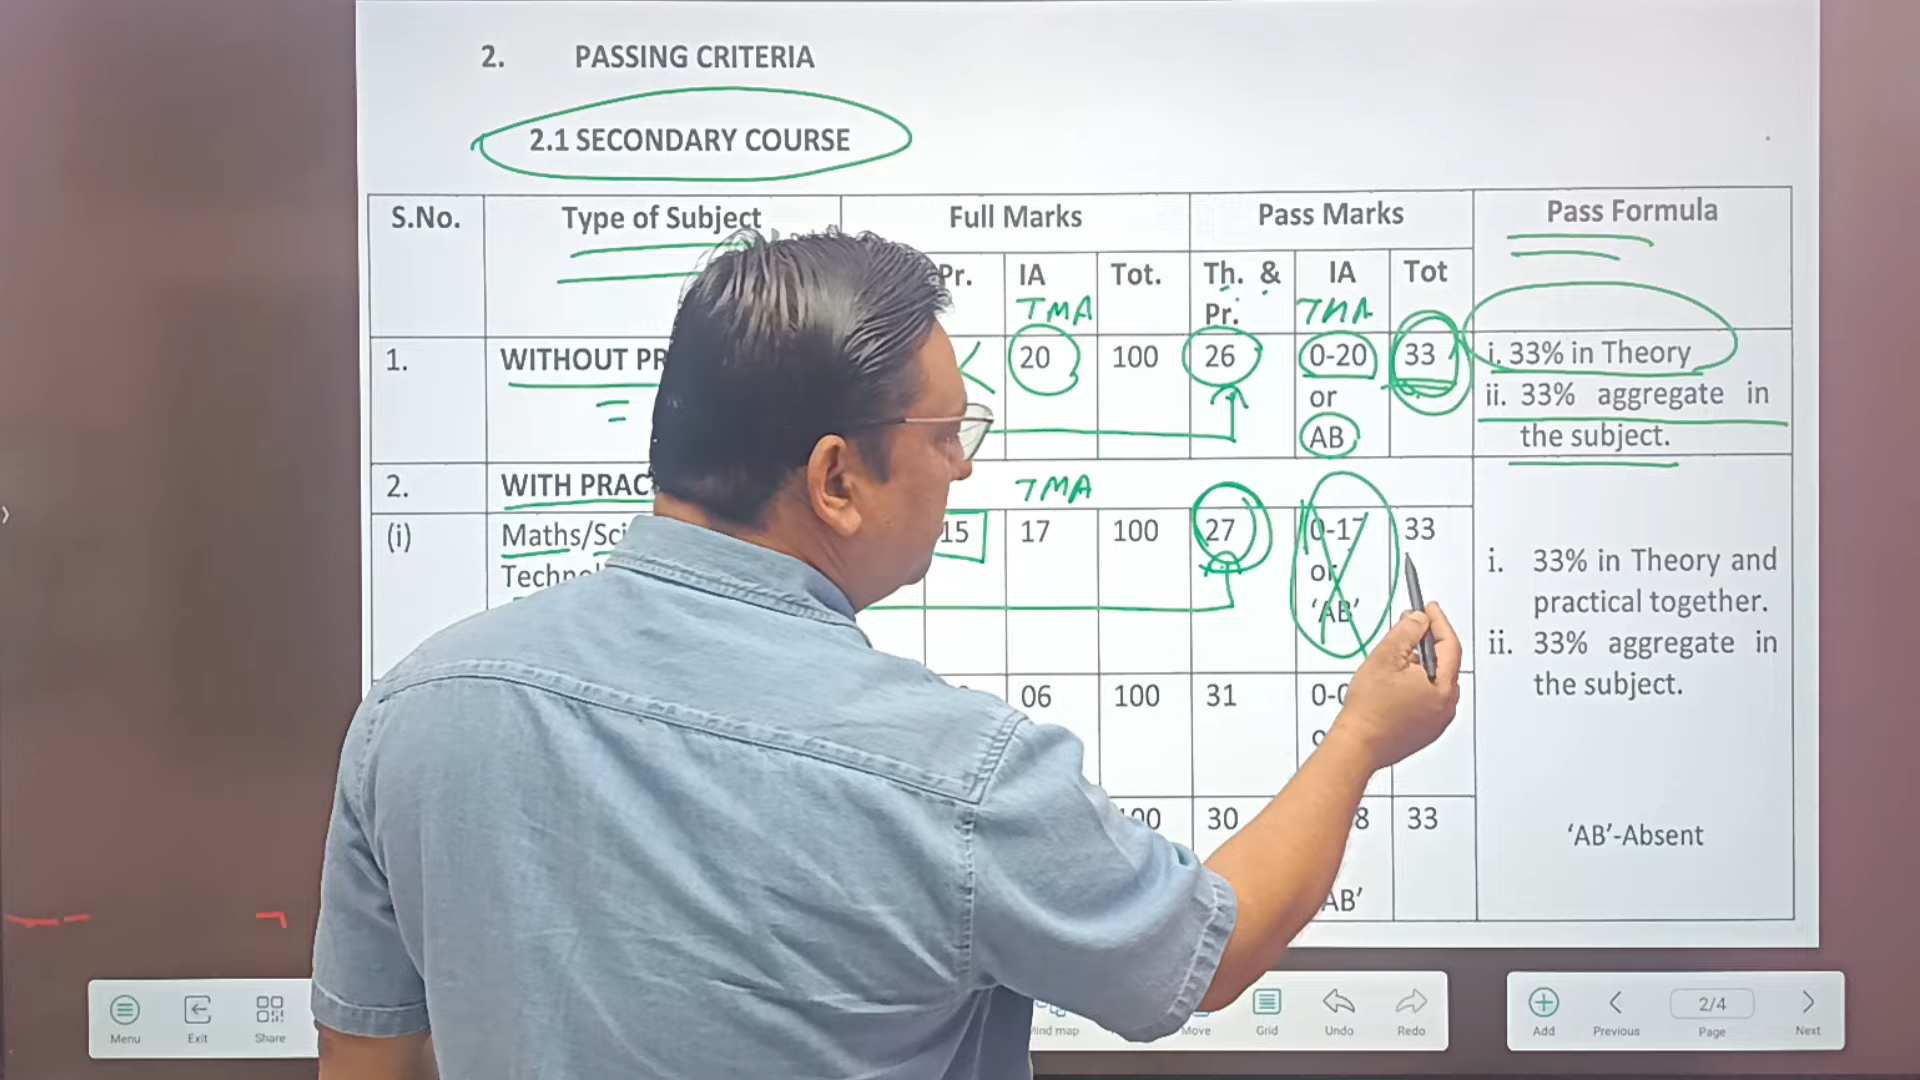 2. PASSING CRITERIA
2.1 SECONDARY COURSE
S.No. Type of Subject Full Marks Pass Marks Pass Formula
Pr. IA Tot. Th. & IA Tot
TMA Pr. TMA
1. WITHOUT 20 100 26 0-20 33 i. 33% in Theory
or ii. 33% aggregate in
AB the subject.
2. WITH TMA
(i) Maths/ 15 17 100 27 0-17 33
or i. 33% in Theory and
'AB' practical together.
ii. 33% aggregate in
06 100 31 the subject.
30 33
'AB'-Absent
AB'
Menu Exit Share Mind map Move Grid Undo Redo Add Previous 2/4 Page Next